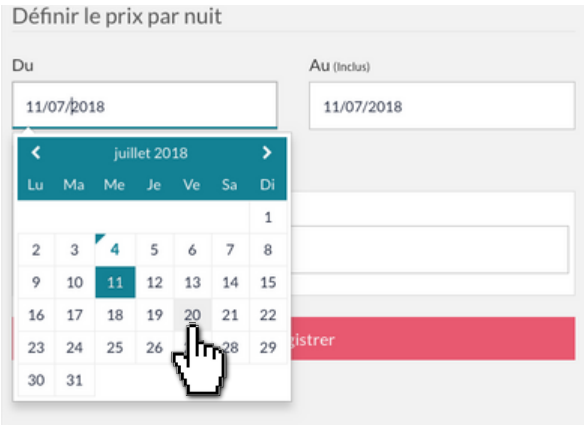 Définir le prix par nuit
Du
Au (Inclus)
11/07/2018
11/07/2018
juillet 2018
Lu Ma Me Je Ve Sa Di
1
2 3 4 5 6 7 8
9 10 11 12 13 14 15
16 17 18 19 20 21 22
23 24 25 26 28 29
istrer
30 31